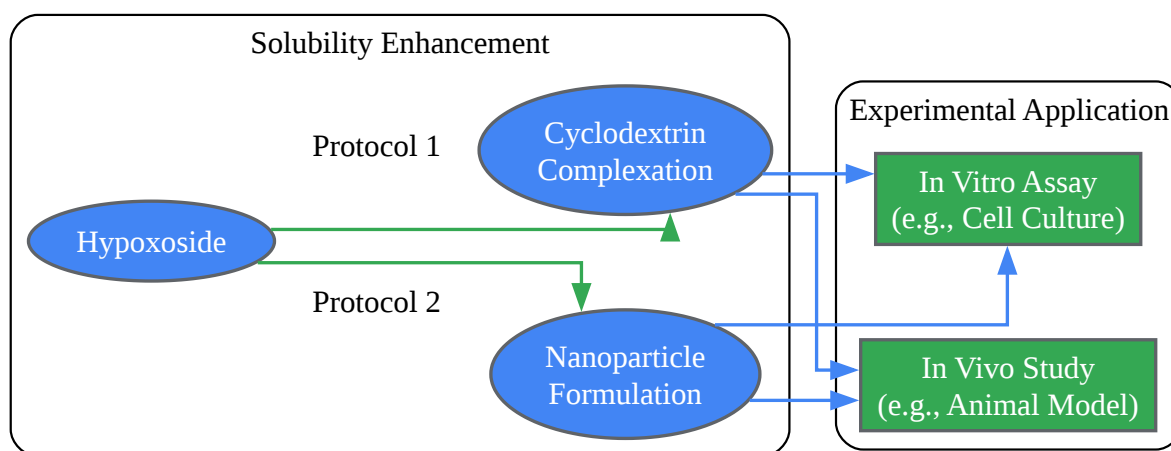 Solubility Enhancement
Protocol 1
Cyclodextrin
Complexation
Hypoxoside
Protocol 2
Nanoparticle
Formulation
Experimental Application
In Vitro Assay
(e.g., Cell Culture)
In Vivo Study
(e.g., Animal Model)